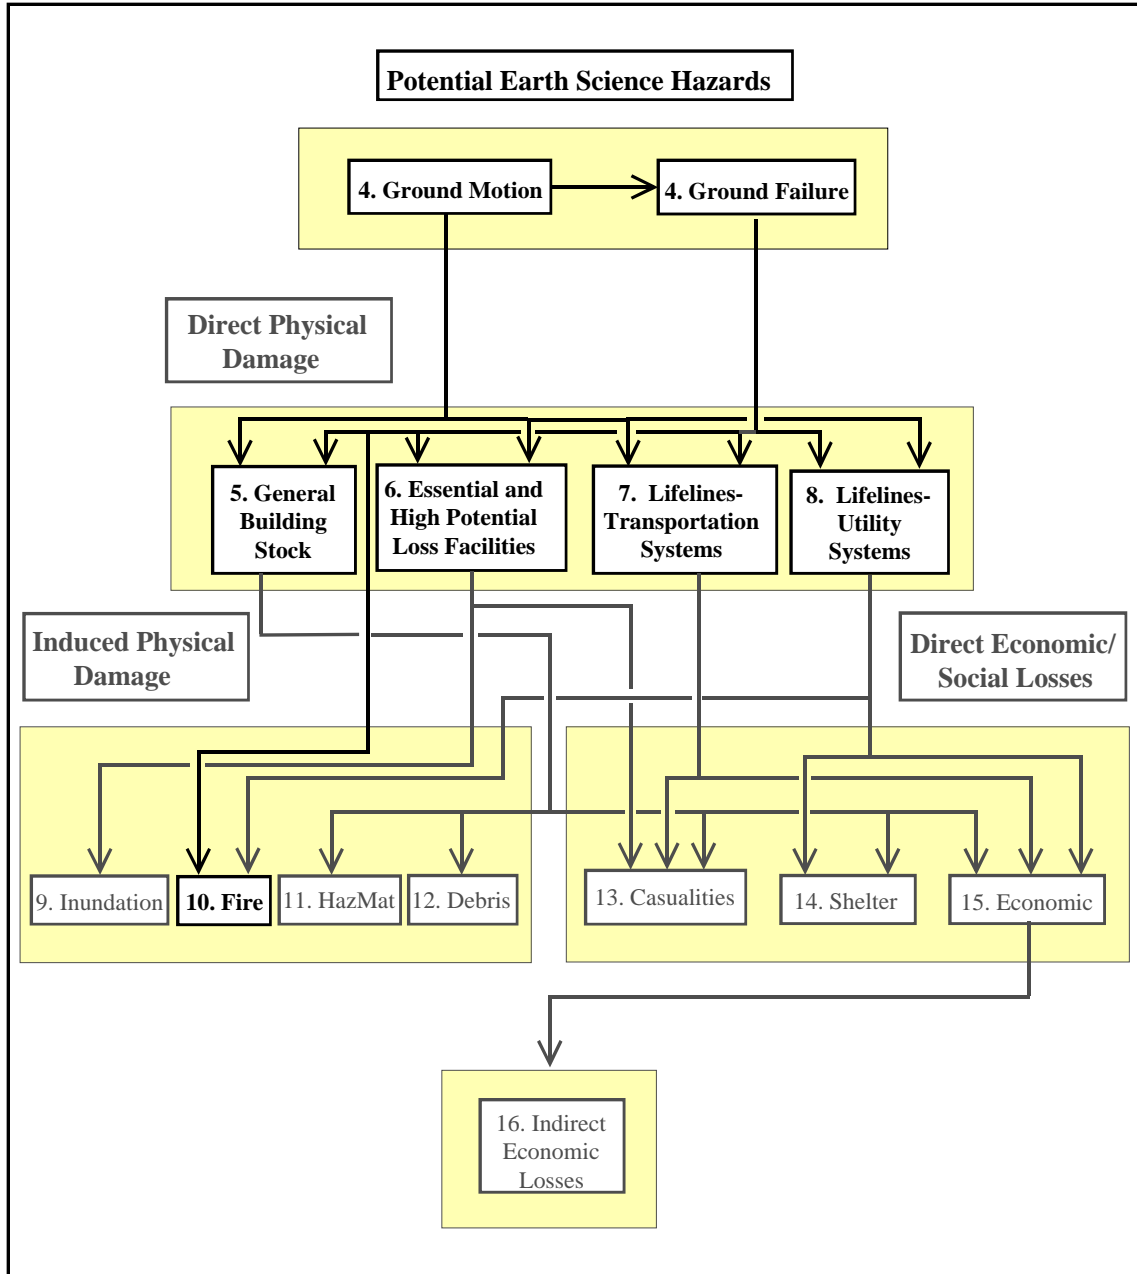 Potential Earth Science Hazards
4. Ground Motion
4. Ground Failure
Direct Physical
Damage
5. General
Building
Stock
6. Essential and
High Potential
Loss Facilities
7. Lifelines-
Transportation
Systems
8. Lifelines-
Utility
Systems
Induced Physical
Damage
Direct Economic/
Social Losses
9. Inundation
10. Fire
11. HazMat
12. Debris
13. Casualities
14. Shelter
15. Economic
16. Indirect
Economic
Losses